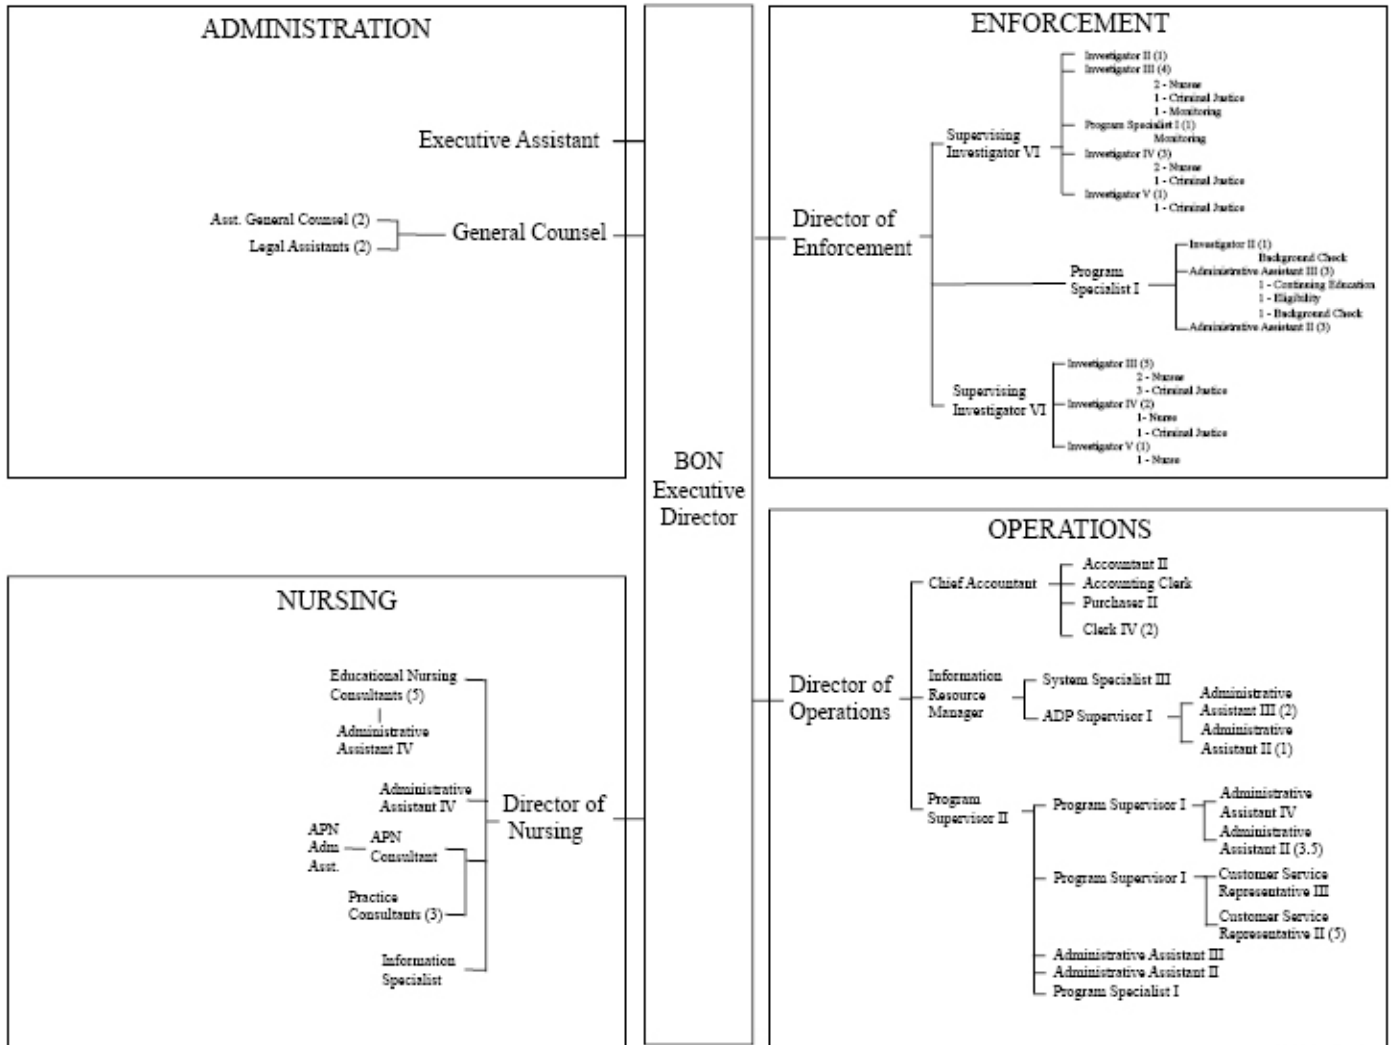 ADMINISTRATION
Executive Assistant
Asst. General Counsel (2)
Legal Assistants (2)
General Counsel
NURSING
Educational Nursing
Consultants (5)
Administrative
Assistant IV
Administrative
Assistant IV
Director of
Nursing
APN
Adm
Asst.
APN
Consultant
Practice
Consultants (3)
Information
Specialist
BON
Executive
Director
ENFORCEMENT
Director of
Enforcement
Supervising
Investigator VI
Investigator II (1)
Investigator III (4)
2 - Nurses
1 - Criminal Justice
1 - Monitoring
Program Specialist I (1)
Monitoring
Investigator IV (3)
2 - Nurses
1 - Criminal Justice
Investigator V (1)
1 - Criminal Justice
Program
Specialist I
Investigator II (1)
Background Check
Administrative Assistant III (3)
1 - Continuing Education
1 - Eligibility
1 - Background Check
Administrative Assistant II (3)
Supervising
Investigator VI
Investigator III (5)
2 - Nurses
3 - Criminal Justice
Investigator IV (2)
1- Nurse
1 - Criminal Justice
Investigator V (1)
1 - Nurse
OPERATIONS
Director of
Operations
Chief Accountant
Accountant II
Accounting Clerk
Purchaser II
Clerk IV (2)
Information
Resource
Manager
System Specialist III
ADP Supervisor I
Administrative
Assistant III (2)
Administrative
Assistant II (1)
Program
Supervisor II
Program Supervisor I
Administrative
Assistant IV
Administrative
Assistant II (3.5)
Program Supervisor I
Customer Service
Representative III
Customer Service
Representative II (5)
Administrative Assistant III
Administrative Assistant II
Program Specialist I